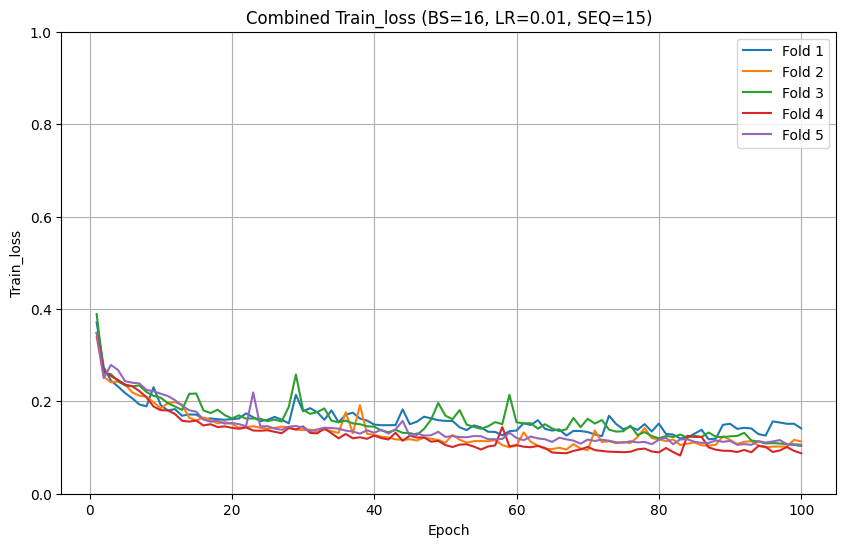 Combined Train_loss (BS=16, LR=0.01, SEQ=15)
1.0
0.8
0.6
0.4
0.2
0.0
Train_loss
Fold 1
Fold 2
Fold 3
Fold 4
Fold 5
0 20 40 60 80 100
Epoch